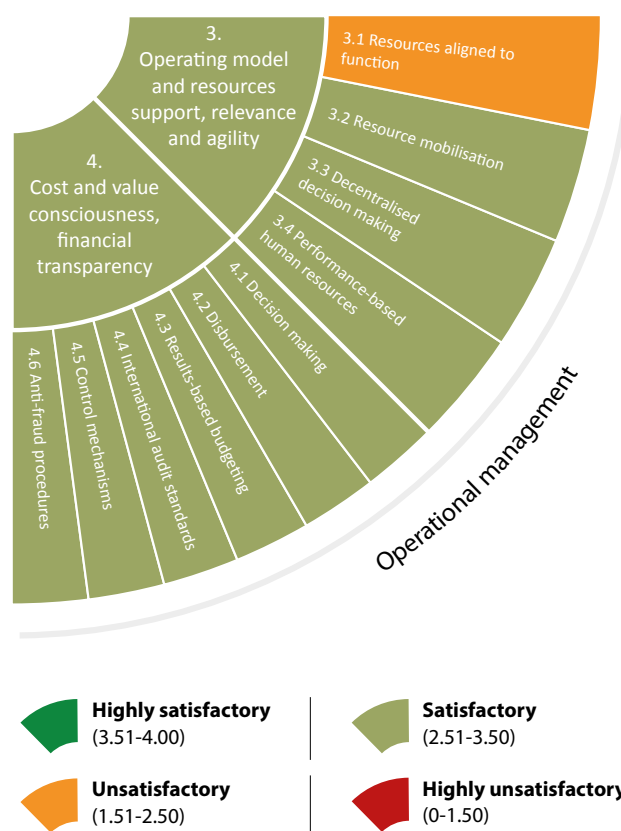 3.
Operating model
and resources
support, relevance
and agility
3.1 Resources aligned to
function
3.2 Resource mobilisation
3.3 Decentralised
decision making
3.4 Performance-based
human resources
4.
Cost and value
consciousness,
financial
transparency
4.1 Decision making
4.2 Disbursement
4.3 Results-based budgeting
4.4 International audit standards
4.5 Control mechanisms
4.6 Anti-fraud procedures
Operational management
Highly satisfactory
(3.51-4.00)
Satisfactory
(2.51-3.50)
Unsatisfactory
(1.51-2.50)
Highly unsatisfactory
(0-1.50)